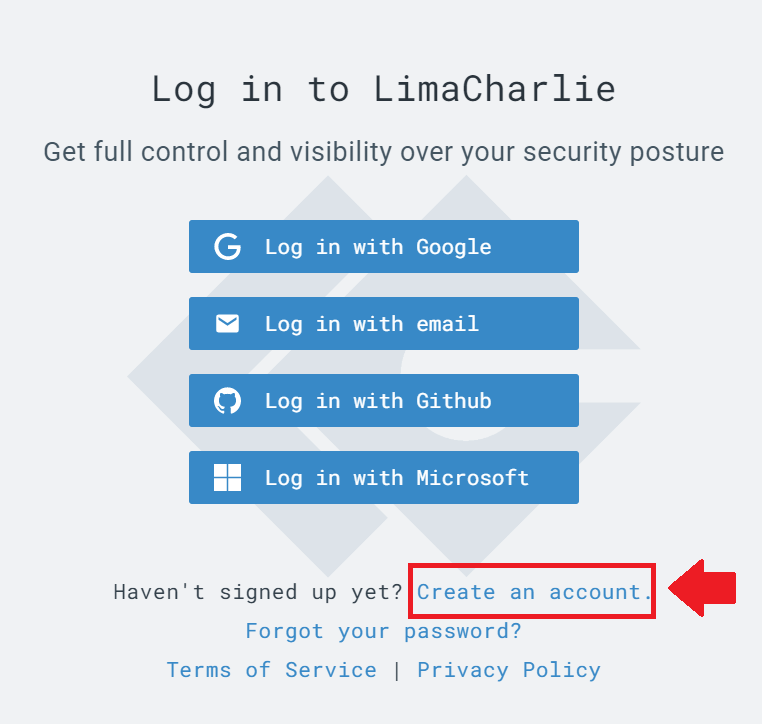 Log in to LimaCharlie
Get full control and visibility over your security posture
Log in with Google
Log in with email
Log in with Github
Log in with Microsoft
Haven't signed up yet? Create an account.
Forgot your password?
Terms of Service | Privacy Policy